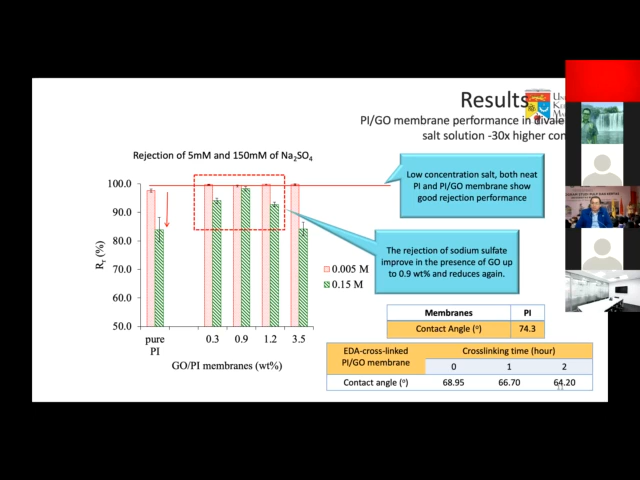 Results
PI/GO membrane performance in divale
salt solution -30x higher con
Rejection of 5mM and 150mM of Na₂SO₄
100.0
90.0
80.0
70.0
60.0
50.0
Rᵣ (%)
pure
PI
0.3
0.9
1.2
3.5
GO/PI membranes (wt%)
0.005 M
0.15 M
Low concentration salt, both neat
PI and PI/GO membrane show
good rejection performance
The rejection of sodium sulfate
improve in the presence of GO up
to 0.9 wt% and reduces again.
Membranes PI
Contact Angle (°) 74.3
EDA-cross-linked
PI/GO membrane
Crosslinking time (hour)
0 1 2
Contact angle (°) 68.95 66.70 64.20